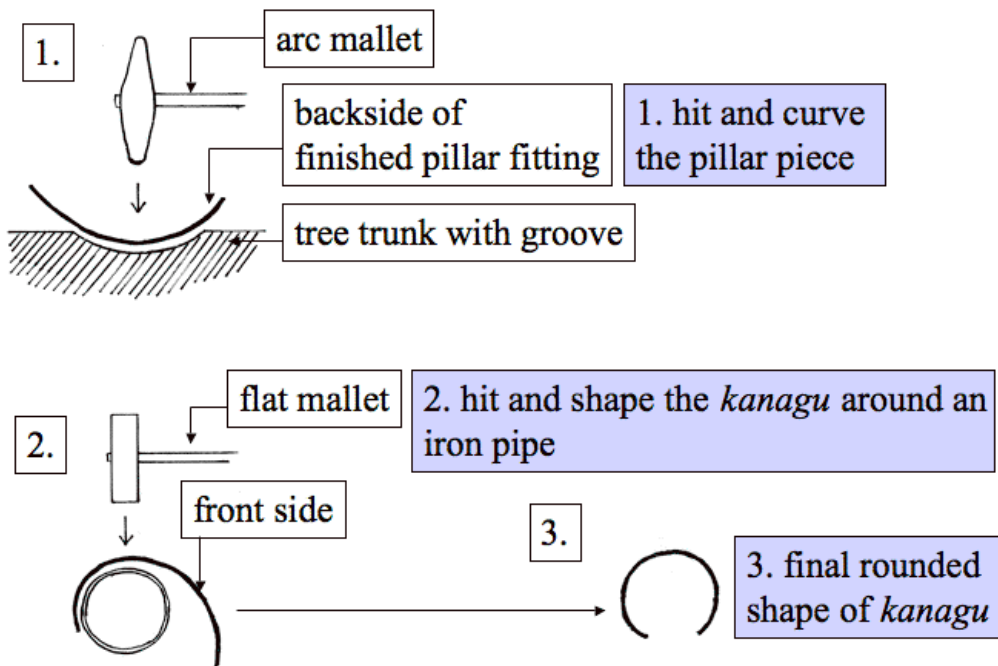 1.
arc mallet
backside of
finished pillar fitting
1. hit and curve
the pillar piece
tree trunk with groove
2.
flat mallet
2. hit and shape the kanagu around an
iron pipe
front side
3.
3. final rounded
shape of kanagu